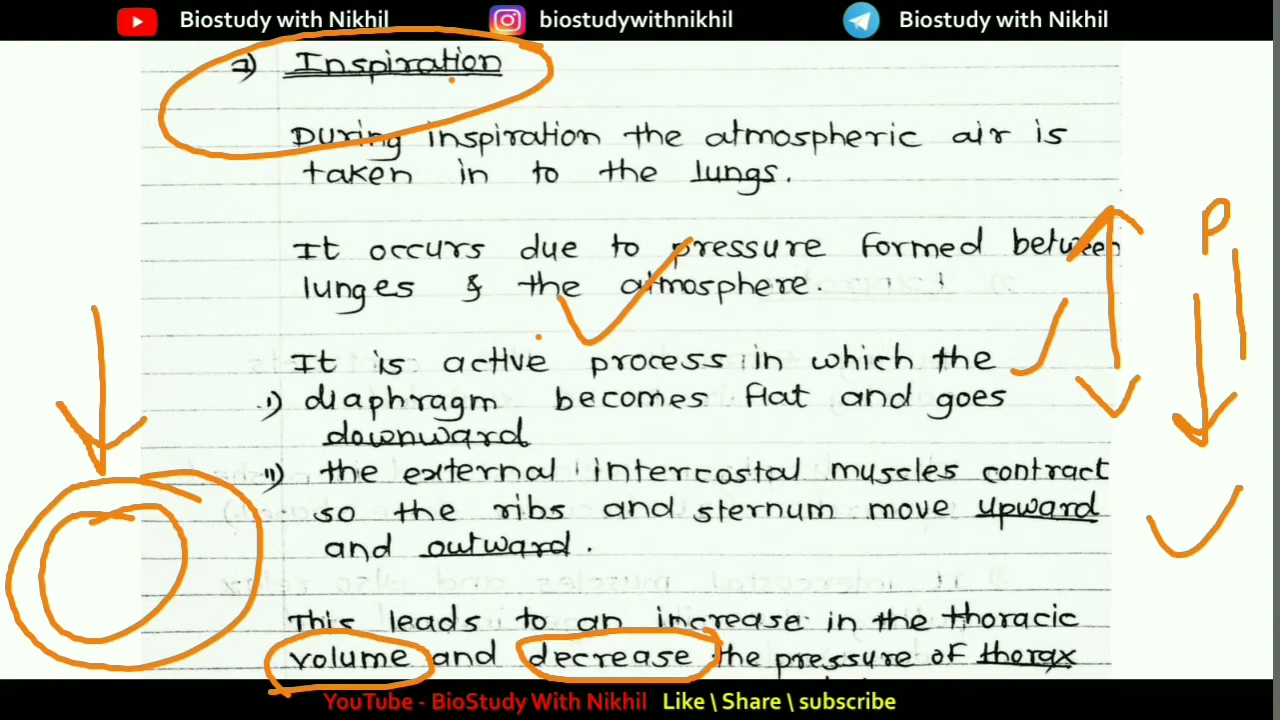 Biostudy with Nikhil biostudywithnikhil Biostudy with Nikhil
I) Inspiration
During inspiration the atmospheric air is
taken in to the lungs.
It occurs due to pressure formed between
lunges & the atmosphere.
It is active process in which the
i) diaphragm becomes flat and goes
downward
ii) the external intercostal muscles contract
so the ribs and sternum move upward
and outward.
This leads to an increase in the thoracic
volume and decrease the pressure of thorax
P
YouTube - BioStudy With Nikhil Like \ Share \ subscribe